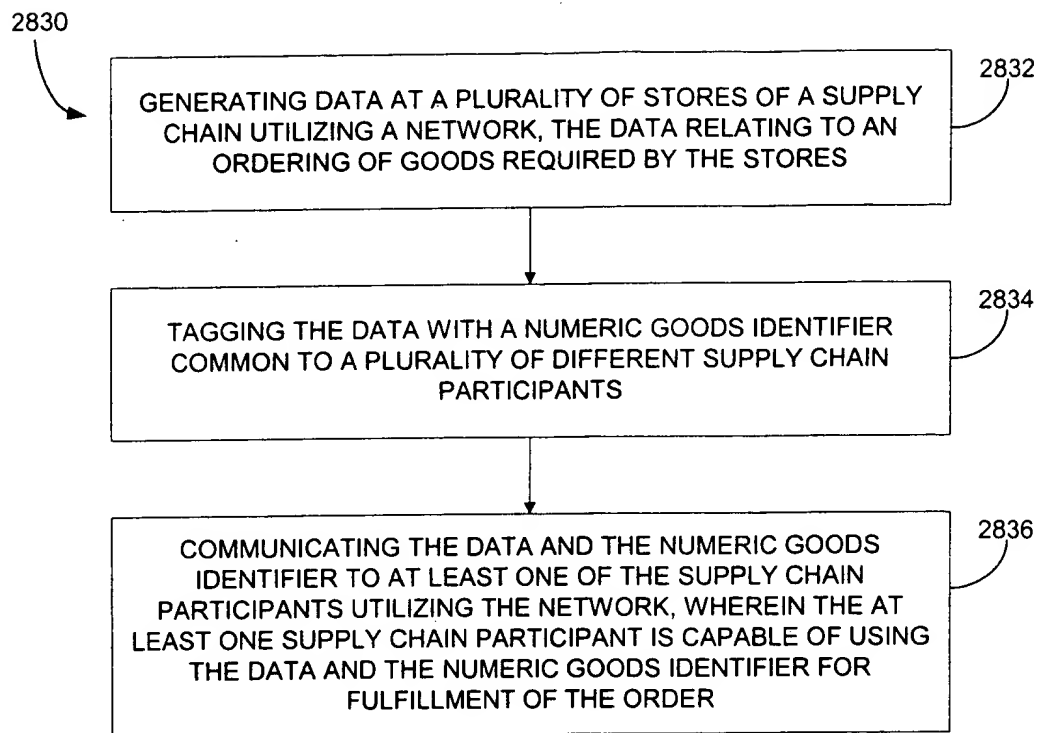 2830
2832
GENERATING DATA AT A PLURALITY OF STORES OF A SUPPLY
CHAIN UTILIZING A NETWORK, THE DATA RELATING TO AN
ORDERING OF GOODS REQUIRED BY THE STORES
2834
TAGGING THE DATA WITH A NUMERIC GOODS IDENTIFIER
COMMON TO A PLURALITY OF DIFFERENT SUPPLY CHAIN
PARTICIPANTS
2836
COMMUNICATING THE DATA AND THE NUMERIC GOODS
IDENTIFIER TO AT LEAST ONE OF THE SUPPLY CHAIN
PARTICIPANTS UTILIZING THE NETWORK, WHEREIN THE AT
LEAST ONE SUPPLY CHAIN PARTICIPANT IS CAPABLE OF USING
THE DATA AND THE NUMERIC GOODS IDENTIFIER FOR
FULFILLMENT OF THE ORDER